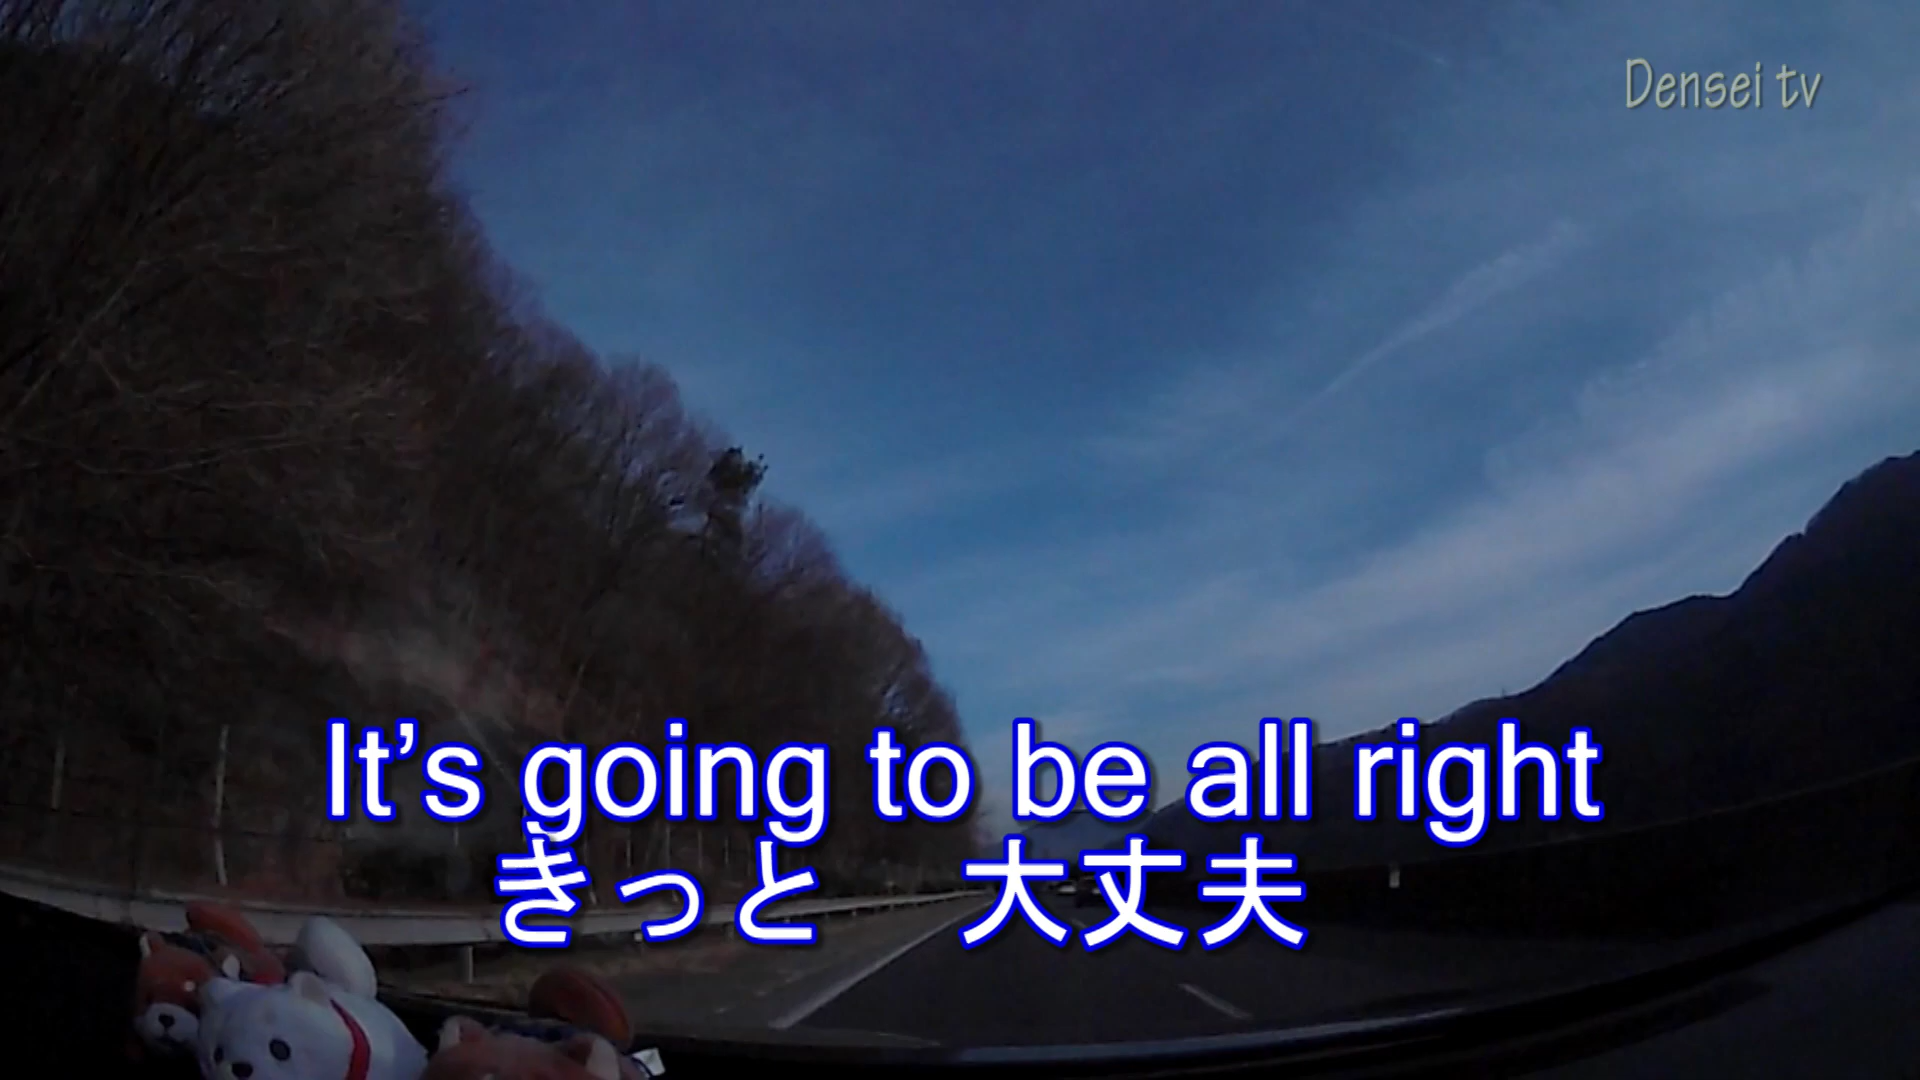 Densei tv
It's going to be all right
きっと　大丈夫